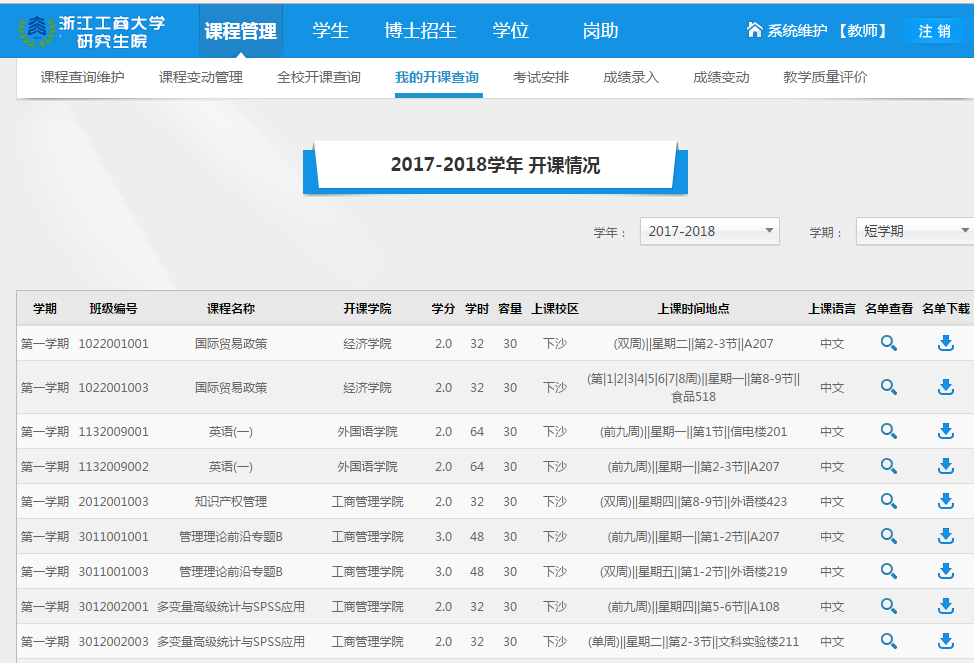 浙江工商大学
研究生院
课程管理 学生 博士招生 学位 岗助 系统维护 【教师】 注 销
课程查询维护 课程变动管理 全校开课查询 我的开课查询 考试安排 成绩录入 成绩变动 教学质量评价
2017-2018学年 开课情况
学年： 2017-2018 学期： 短学期
学期 班级编号 课程名称 开课学院 学分 学时 容量 上课校区 上课时间地点 上课语言 名单查看 名单下载
第一学期 1022001001 国际贸易政策 经济学院 2.0 32 30 下沙 (双周)||星期二||第2-3节||A207 中文
第一学期 1022001003 国际贸易政策 经济学院 2.0 32 30 下沙 (第|1|2|3|4|5|6|7|8周)||星期一||第8-9节||
食品518 中文
第一学期 1132009001 英语(一) 外国语学院 2.0 64 30 下沙 (前九周)||星期一||第1节||信电楼201 中文
第一学期 1132009002 英语(一) 外国语学院 2.0 64 30 下沙 (前九周)||星期一||第2-3节||A207 中文
第一学期 2012001003 知识产权管理 工商管理学院 2.0 32 30 下沙 (双周)||星期四||第8-9节||外语楼423 中文
第一学期 3011001001 管理理论前沿专题B 工商管理学院 3.0 48 30 下沙 (前九周)||星期一||第1-2节||A207 中文
第一学期 3011001003 管理理论前沿专题B 工商管理学院 3.0 48 30 下沙 (双周)||星期五||第1-2节||外语楼219 中文
第一学期 3012002001 多变量高级统计与SPSS应用 工商管理学院 2.0 32 30 下沙 (前九周)||星期四||第5-6节||A108 中文
第一学期 3012002003 多变量高级统计与SPSS应用 工商管理学院 2.0 32 30 下沙 (单周)||星期二||第2-3节||文科实验楼211 中文